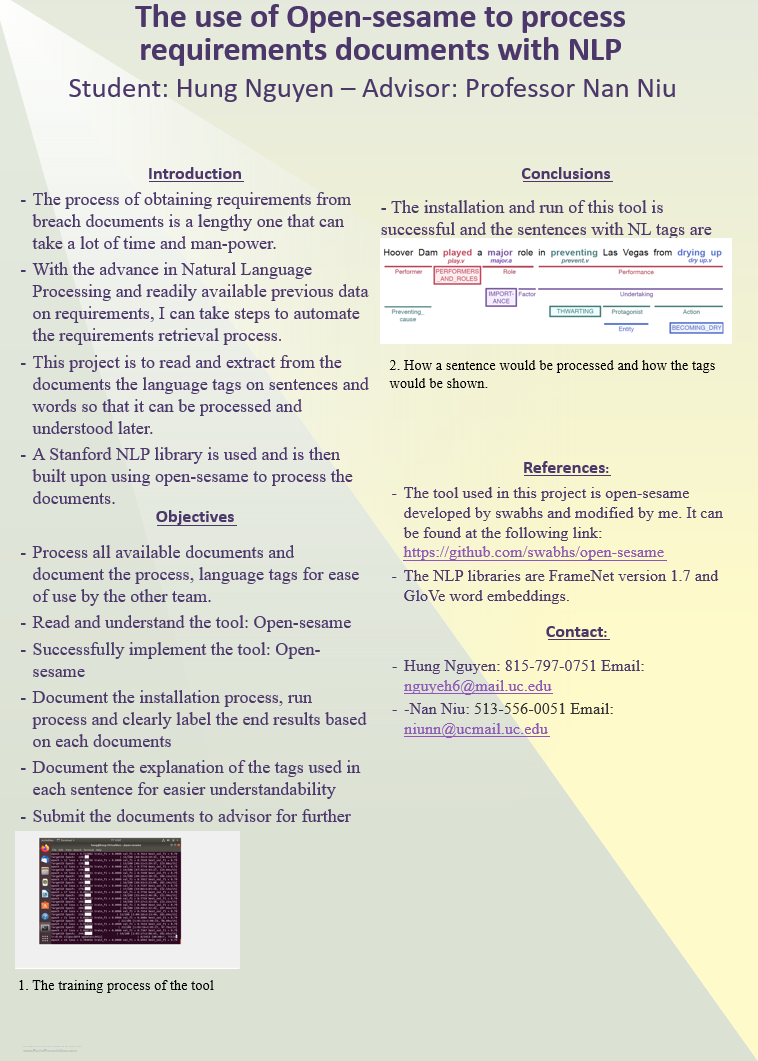 The use of Open-sesame to process
requirements documents with NLP
Student: Hung Nguyen – Advisor: Professor Nan Niu
Introduction
- The process of obtaining requirements from
breach documents is a lengthy one that can
take a lot of time and man-power.
- With the advance in Natural Language
Processing and readily available previous data
on requirements, I can take steps to automate
the requirements retrieval process.
- This project is to read and extract from the
documents the language tags on sentences and
words so that it can be processed and
understood later.
- A Stanford NLP library is used and is then
built upon using open-sesame to process the
documents.
Objectives
- Process all available documents and
document the process, language tags for ease
of use by the other team.
- Read and understand the tool: Open-sesame
- Successfully implement the tool: Open-
sesame
- Document the installation process, run
process and clearly label the end results based
on each documents
- Document the explanation of the tags used in
each sentence for easier understandability
- Submit the documents to advisor for further
1. The training process of the tool
Conclusions
- The installation and run of this tool is
successful and the sentences with NL tags are
Hoover Dam played a major role in preventing Las Vegas from drying up
play.v major.a prevent.v dry up.v
Performer PERFORMERS Role Performance
_AND_ROLES
IMPORT- Factor Undertaking
ANCE
Preventing_ THWARTING Protagonist Action
cause
Entity BECOMING_DRY
2. How a sentence would be processed and how the tags
would be shown.
References:
- The tool used in this project is open-sesame
developed by swabhs and modified by me. It can
be found at the following link:
https://github.com/swabhs/open-sesame
- The NLP libraries are FrameNet version 1.7 and
GloVe word embeddings.
Contact:
- Hung Nguyen: 815-797-0751 Email:
nguyeh6@mail.uc.edu
- -Nan Niu: 513-556-0051 Email:
niunn@ucmail.uc.edu